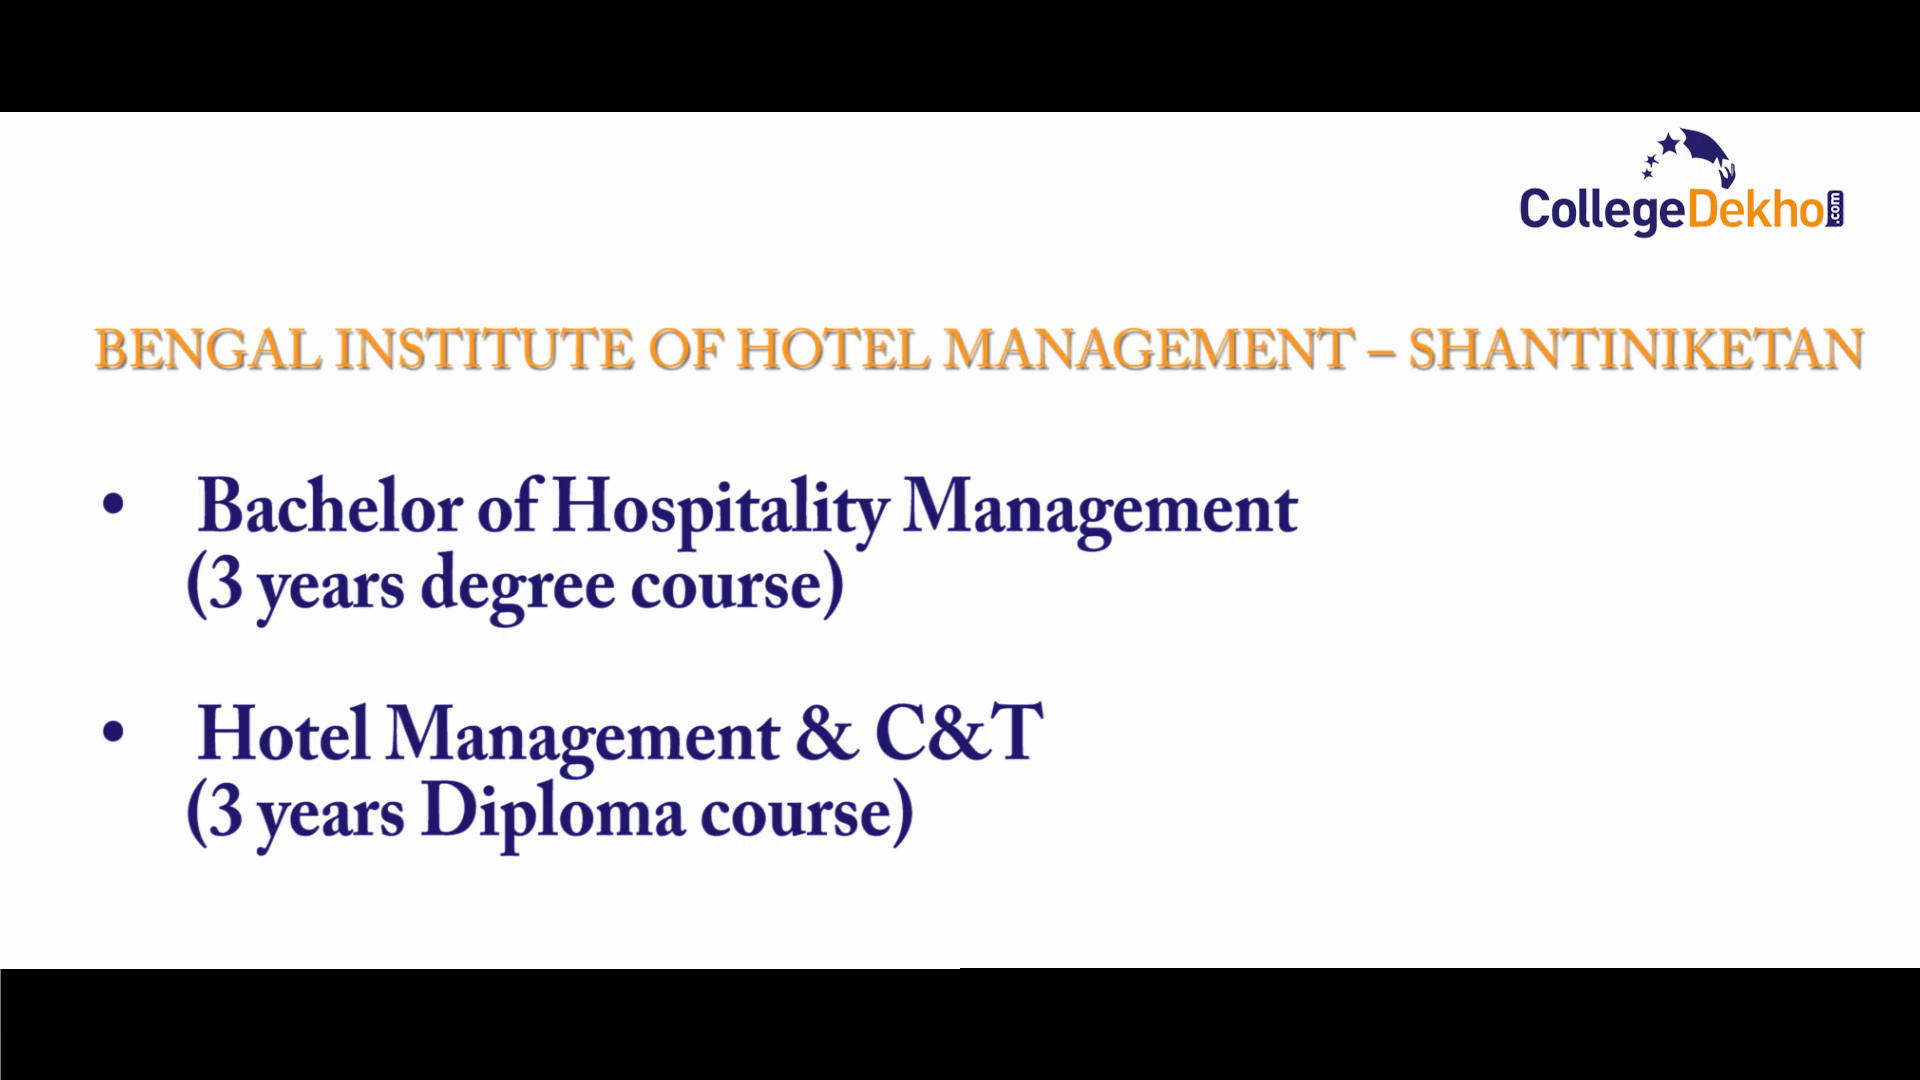 CollegeDekho.com
BENGAL INSTITUTE OF HOTEL MANAGEMENT – SHANTINIKETAN
• Bachelor of Hospitality Management
(3 years degree course)
• Hotel Management & C&T
(3 years Diploma course)